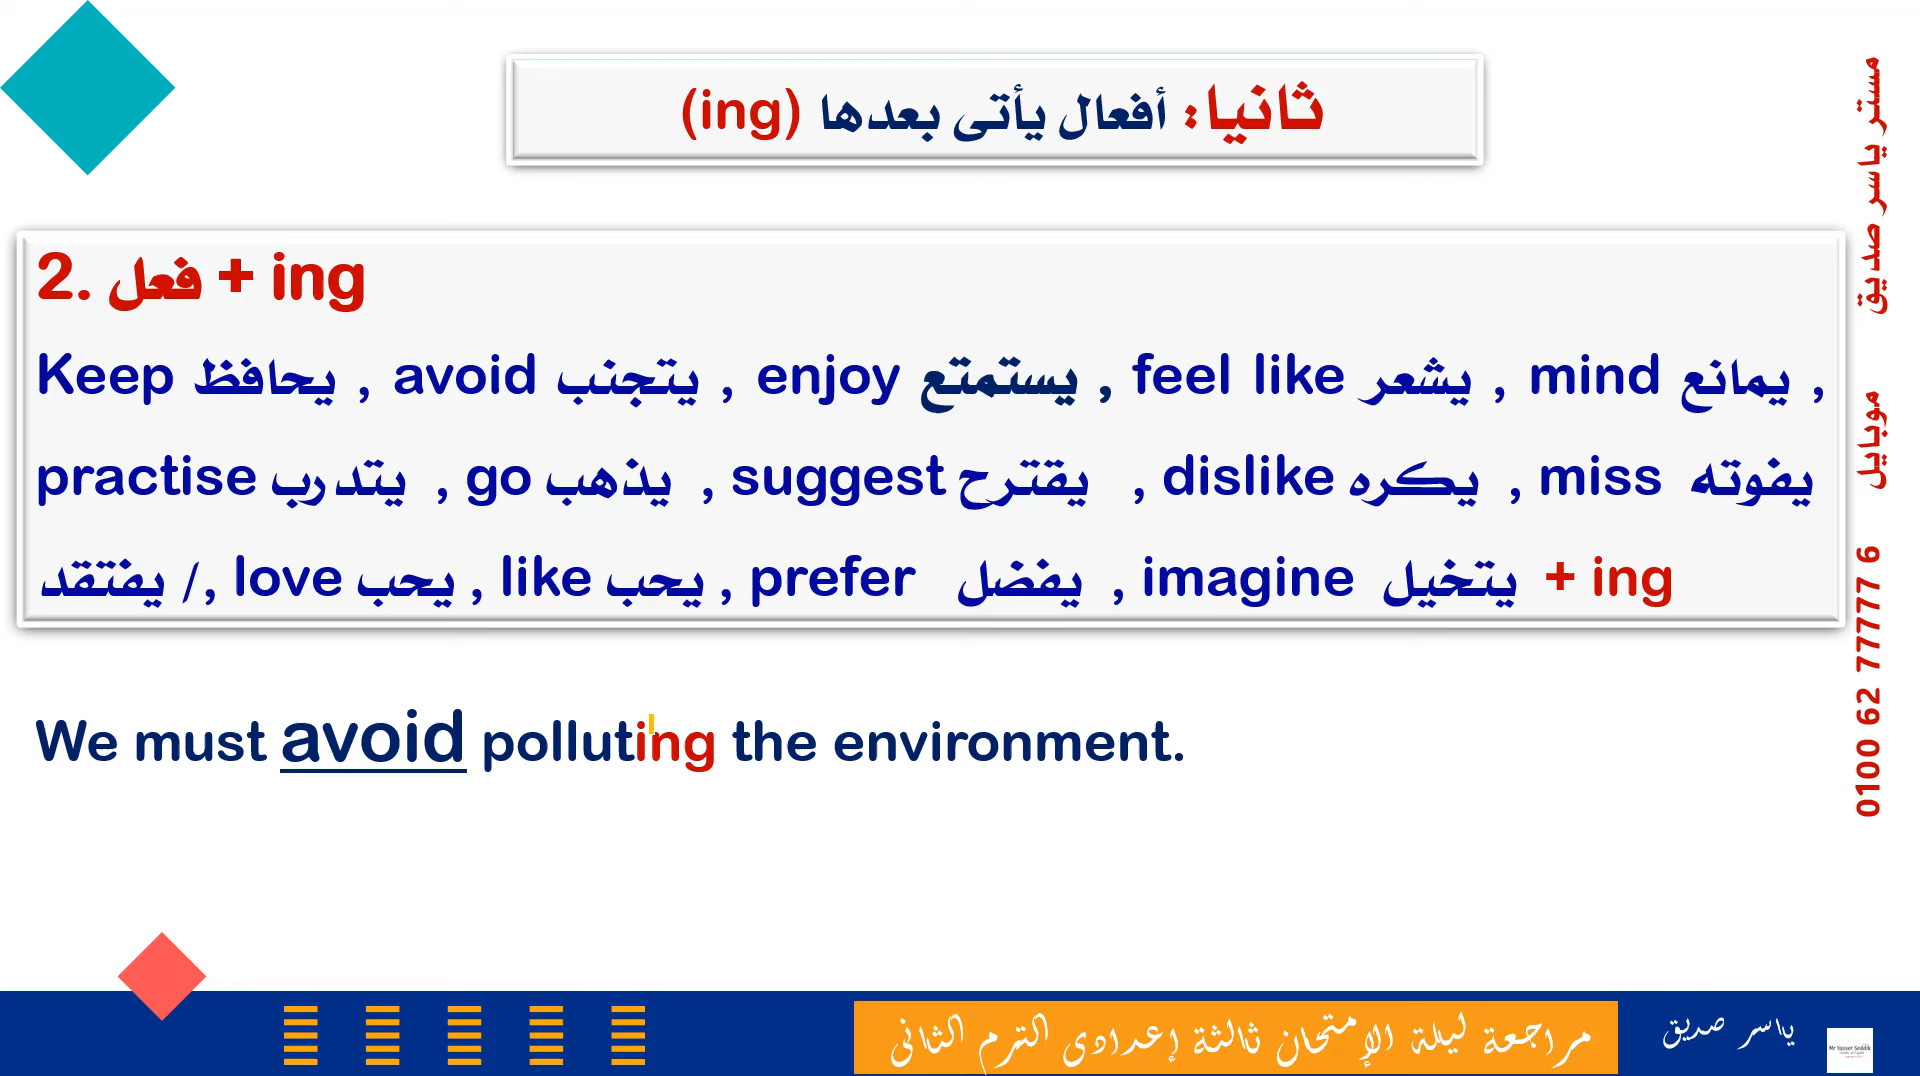 ثانيا: أفعال يأتى بعدها (ing)
2. فعل + ing
Keep يحافظ , avoid يتجنب , enjoy يستمتع , feel like يشعر , mind يمانع ,
practise يتدرب , go يذهب , suggest يقترح , dislike يكره , miss يفوته
يفتقد /, love يحب , like يحب , prefer يفضل , imagine يتخيل + ing
We must avoid polluting the environment.
مستر ياسر صديق موبايل 0100 62 77777 6
مراجعة ليلة الإمتحان ثالثة إعدادى الترم الثانى
ياسر صديق
Mr Yasser Seddik